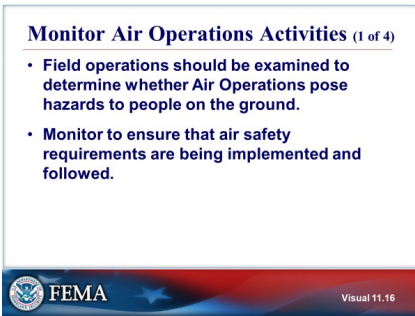 Monitor Air Operations Activities (1 of 4)
• Field operations should be examined to
determine whether Air Operations pose
hazards to people on the ground.
• Monitor to ensure that air safety
requirements are being implemented and
followed.
FEMA
Visual 11.16